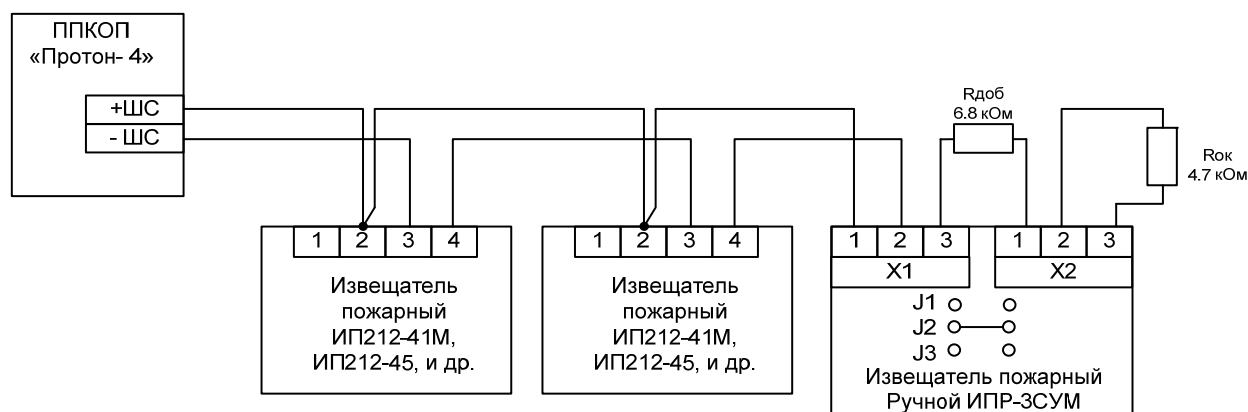 ППКОП
«Протон- 4»
+ШС
- ШС
Rдоб
6.8 кОм
Rок
4.7 кОм
1 2 3 4
1 2 3 4
1 2 3
1 2 3
X1
X2
Извещатель
пожарный
ИП212-41М,
ИП212-45, и др.
Извещатель
пожарный
ИП212-41М,
ИП212-45, и др.
J1
J2
J3
Извещатель пожарный
Ручной ИПР-3СУМ